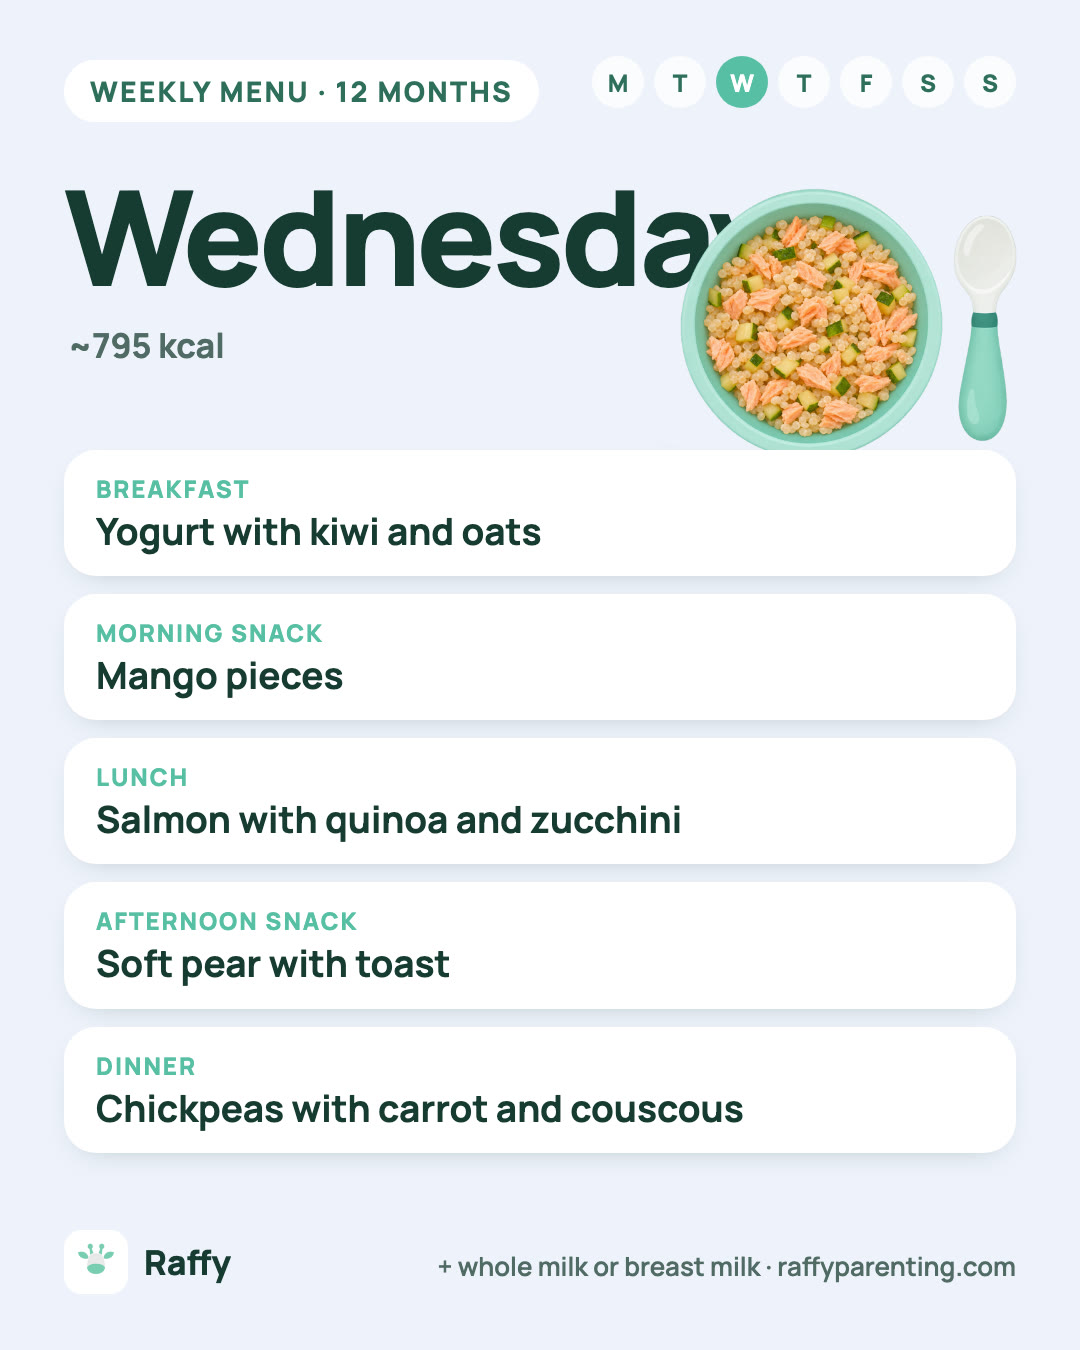 WEEKLY MENU · 12 MONTHS
M T W T F S S
Wednesday
~795 kcal
BREAKFAST
Yogurt with kiwi and oats
MORNING SNACK
Mango pieces
LUNCH
Salmon with quinoa and zucchini
AFTERNOON SNACK
Soft pear with toast
DINNER
Chickpeas with carrot and couscous
Raffy
+ whole milk or breast milk · raffyparenting.com